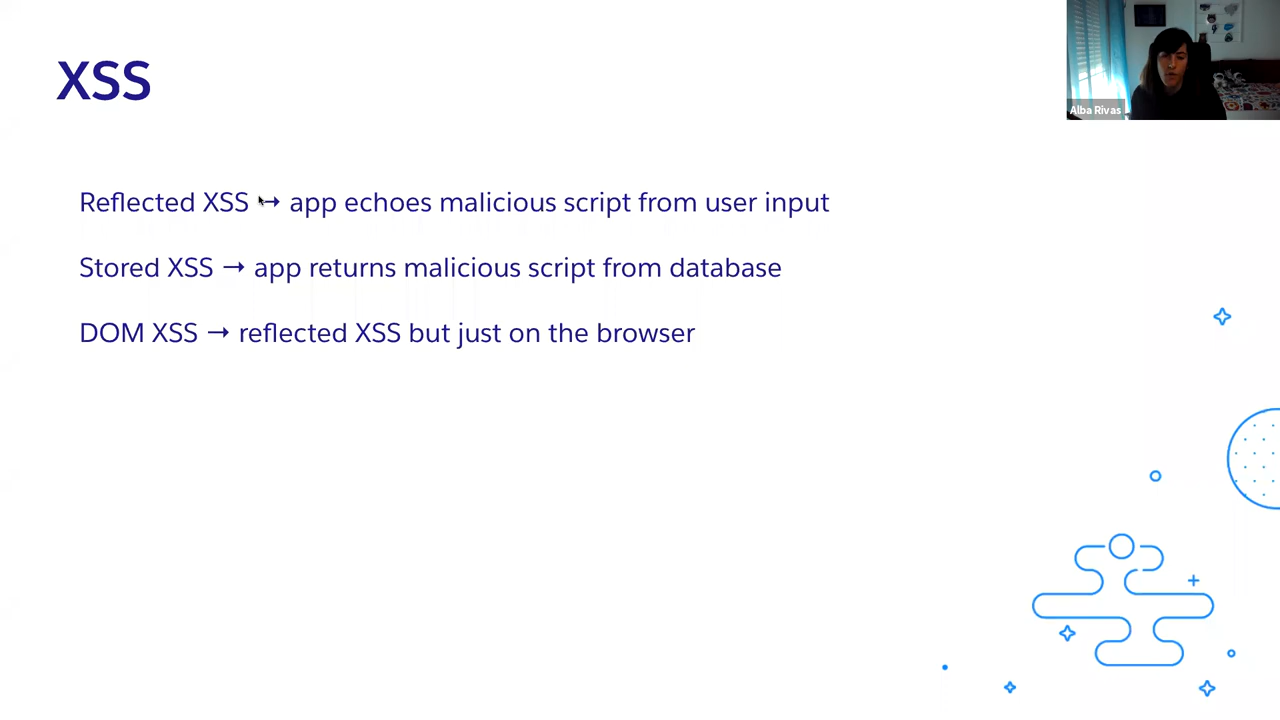 XSS
Alba Rivas
Reflected XSS → app echoes malicious script from user input
Stored XSS → app returns malicious script from database
DOM XSS → reflected XSS but just on the browser